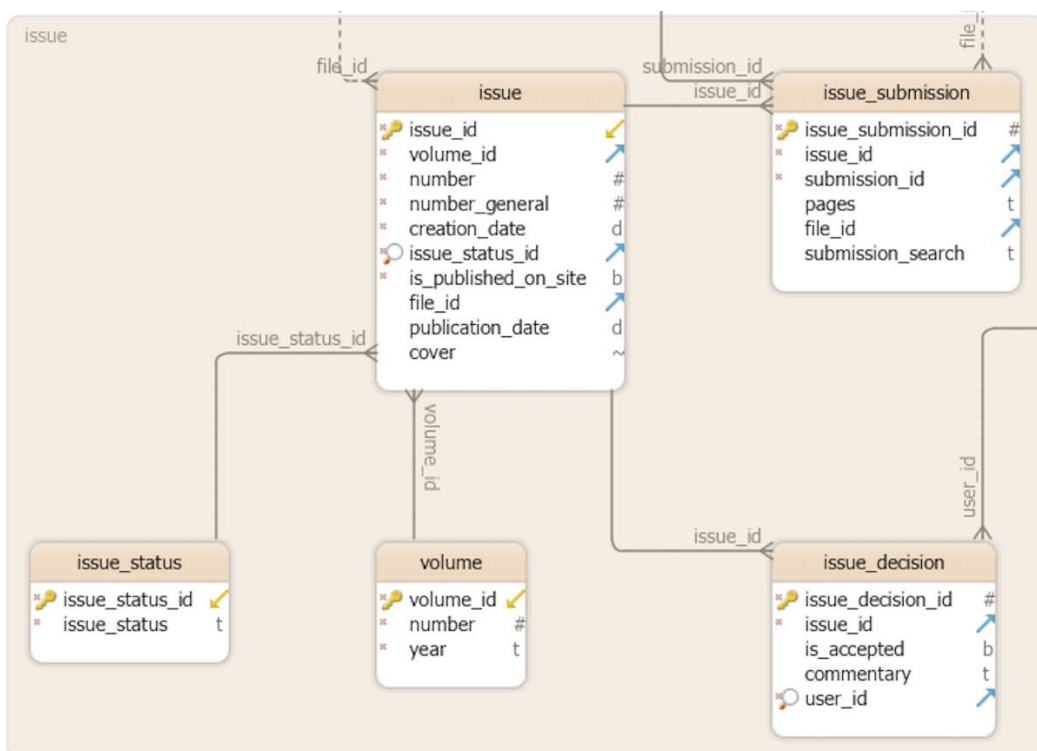 issue
file_id
submission_id
issue_id
file_id
issue
issue_id
volume_id
number #
number_general #
creation_date d
issue_status_id
is_published_on_site b
file_id
publication_date d
cover ~
issue_submission
issue_submission_id #
issue_id
submission_id
pages t
file_id
submission_search t
issue_status_id
volume_id
issue_id
user_id
issue_status
issue_status_id
issue_status t
volume
volume_id
number #
year t
issue_decision
issue_decision_id #
issue_id
is_accepted b
commentary t
user_id